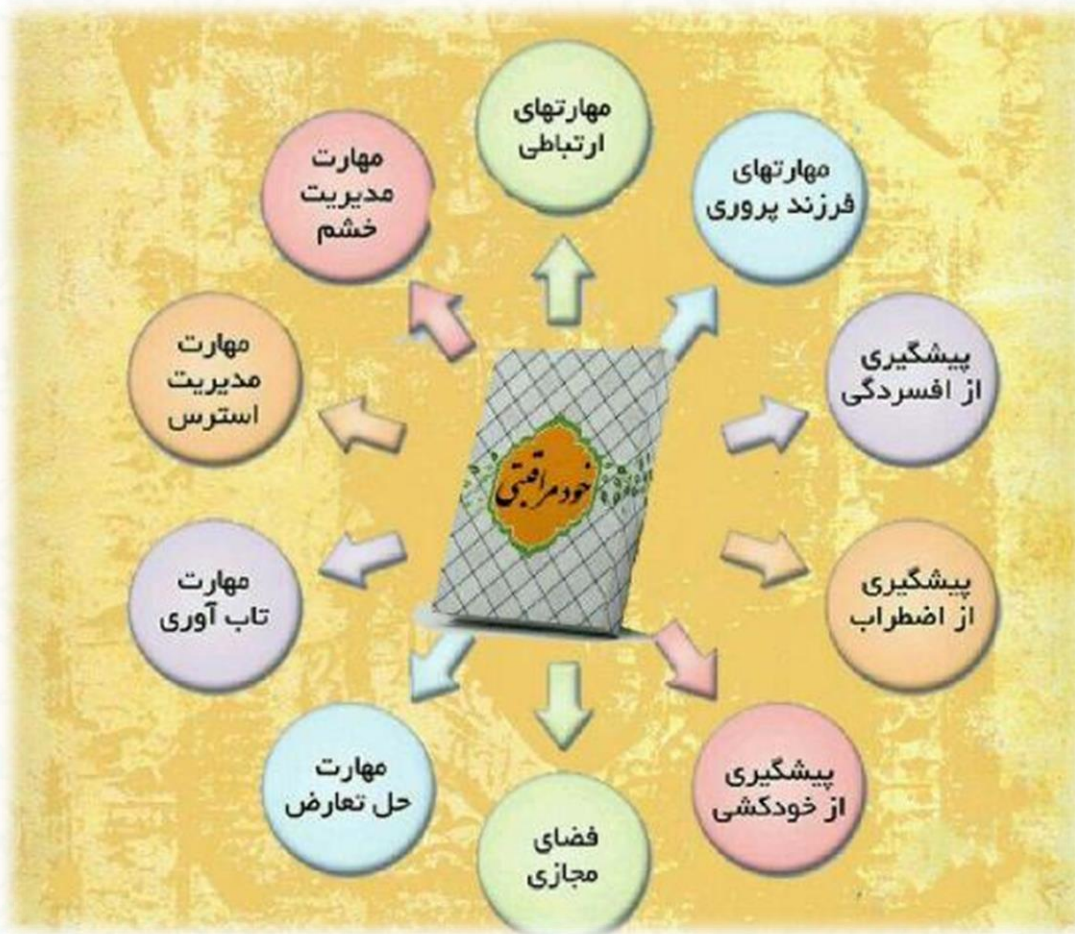 مهارتهای
ارتباطی
مهارتهای
فرزند پروری
پیشگیری
از افسردگی
پیشگیری
از اضطراب
پیشگیری
از خودکشی
فضای
مجازی
مهارت
حل تعارض
مهارت
تاب آوری
مهارت
مدیریت
استرس
مهارت
مدیریت
خشم
خودمراقبتی